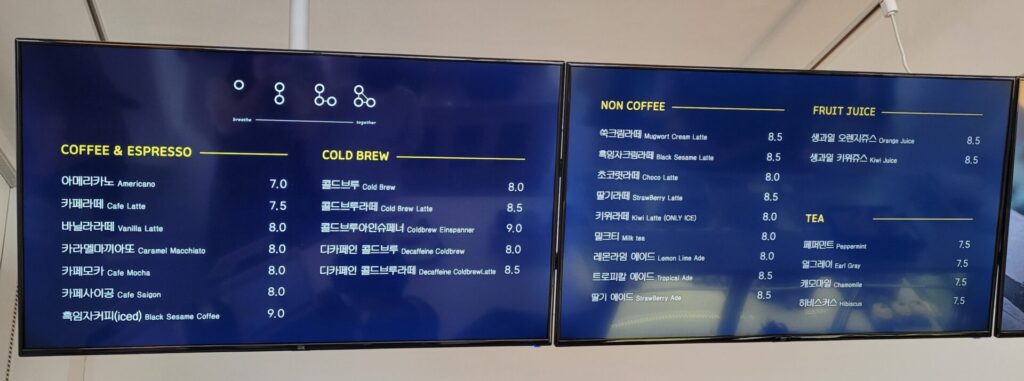 breathe together
COFFEE & ESPRESSO
아메리카노 Americano 7.0
카페라떼 Cafe Latte 7.5
바닐라라떼 Vanilla Latte 8.0
카라멜마끼아또 Caramel Macchiato 8.0
카페모카 Cafe Mocha 8.0
카페사이공 Cafe Saigon 8.0
흑임자커피(iced) Black Sesame Coffee 9.0
COLD BREW
콜드브루 Cold Brew 8.0
콜드브루라떼 Cold Brew Latte 8.5
콜드브루아인슈페너 Coldbrew Einspanner 9.0
디카페인 콜드브루 Decaffeine Coldbrew 8.0
디카페인 콜드브루라떼 Decaffeine ColdbrewLatte 8.5
NON COFFEE
쑥크림라떼 Mugwort Cream Latte 8.5
흑임자크림라떼 Black Sesame Latte 8.5
초코랫라떼 Choco Latte 8.0
딸기라떼 StrawBerry Latte 8.5
키위라떼 Kiwi Latte (ONLY ICE) 8.0
밀크티 Milk tea 8.0
레몬라임 에이드 Lemon Lime Ade 8.0
트로피칼 에이드 Tropical Ade 8.5
딸기 에이드 StrawBerry Ade 8.5
FRUIT JUICE
생과일 오렌지쥬스 Orange Juice 8.5
생과일 키위쥬스 Kiwi Juice 8.5
TEA
페퍼민트 Peppermint 7.5
얼그레이 Earl Gray 7.5
캐모마일 Chamomile 7.5
히비스커스 Hibiscus 7.5